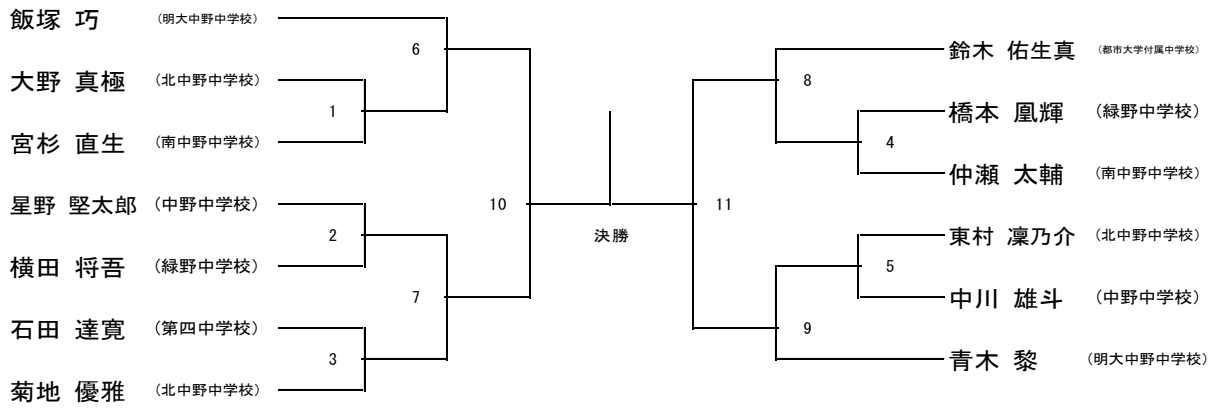 飯塚 巧 (明大中野中学校)
大野 真極 (北中野中学校)
宮杉 直生 (南中野中学校)
星野 堅太郎 (中野中学校)
横田 将吾 (緑野中学校)
石田 達寛 (第四中学校)
菊地 優雅 (北中野中学校)
1
2
3
6
7
10
決勝
11
8
9
4
5
鈴木 佑生真 (都市大学付属中学校)
橋本 凰輝 (緑野中学校)
仲瀬 太輔 (南中野中学校)
東村 凜乃介 (北中野中学校)
中川 雄斗 (中野中学校)
青木 黎 (明大中野中学校)